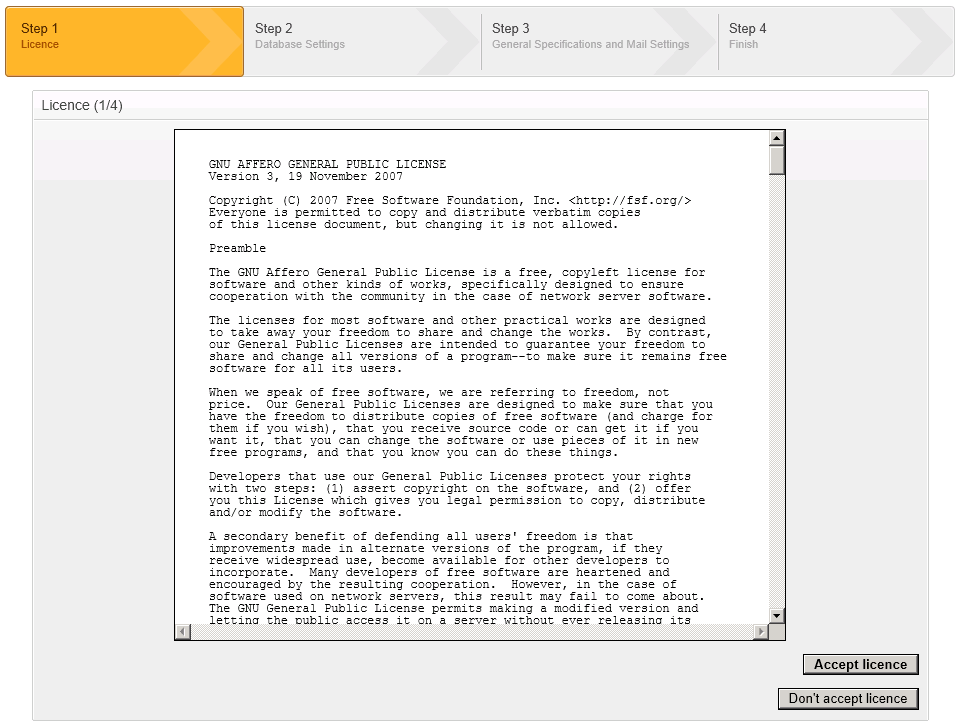 Step 1
Licence
Step 2
Database Settings
Step 3
General Specifications and Mail Settings
Step 4
Finish
Licence (1/4)
GNU AFFERO GENERAL PUBLIC LICENSE
Version 3, 19 November 2007
Copyright (C) 2007 Free Software Foundation, Inc. <http://fsf.org/>
Everyone is permitted to copy and distribute verbatim copies
of this license document, but changing it is not allowed.
Preamble
The GNU Affero General Public License is a free, copyleft license for
software and other kinds of works, specifically designed to ensure
cooperation with the community in the case of network server software.
The licenses for most software and other practical works are designed
to take away your freedom to share and change the works.  By contrast,
our General Public Licenses are intended to guarantee your freedom to
share and change all versions of a program--to make sure it remains free
software for all its users.
When we speak of free software, we are referring to freedom, not
price.  Our General Public Licenses are designed to make sure that you
have the freedom to distribute copies of free software (and charge for
them if you wish), that you receive source code or can get it if you
want it, that you can change the software or use pieces of it in new
free programs, and that you know you can do these things.
Developers that use our General Public Licenses protect your rights
with two steps: (1) assert copyright on the software, and (2) offer
you this License which gives you legal permission to copy, distribute
and/or modify the software.
A secondary benefit of defending all users' freedom is that
improvements made in alternate versions of the program, if they
receive widespread use, become available for other developers to
incorporate.  Many developers of free software are heartened and
encouraged by the resulting cooperation.  However, in the case of
software used on network servers, this result may fail to come about.
The GNU General Public License permits making a modified version and
letting the public access it on a server without ever releasing its
Accept licence
Don't accept licence